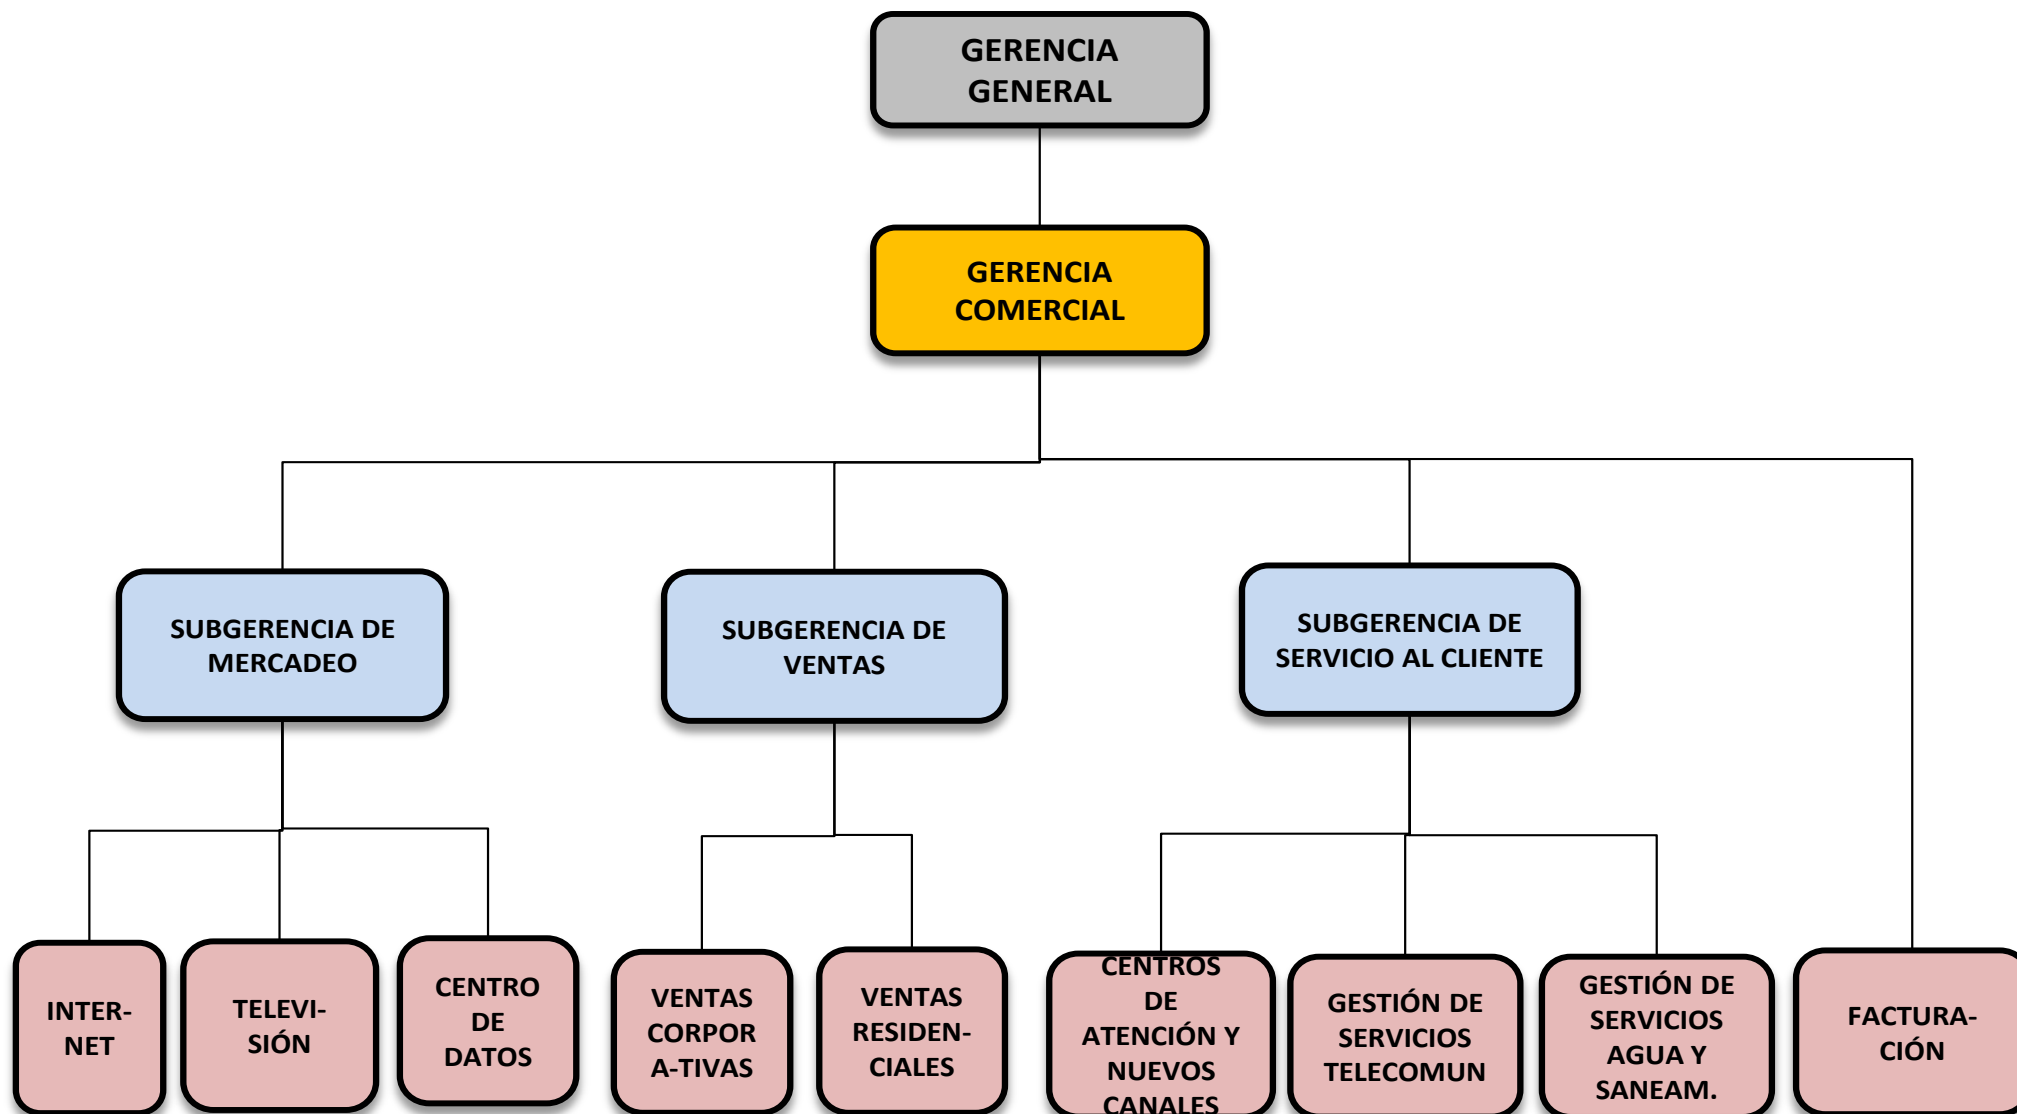 GERENCIA
GENERAL
GERENCIA
COMERCIAL
SUBGERENCIA DE
MERCADEO
SUBGERENCIA DE
VENTAS
SUBGERENCIA DE
SERVICIO AL CLIENTE
INTER-
NET
TELEVI-
SIÓN
CENTRO
DE
DATOS
VENTAS
CORPOR
A-TIVAS
VENTAS
RESIDEN-
CIALES
CENTROS
DE
ATENCIÓN Y
NUEVOS
CANALES
GESTIÓN DE
SERVICIOS
TELECOMUN
GESTIÓN DE
SERVICIOS
AGUA Y
SANEAM.
FACTURA-
CIÓN